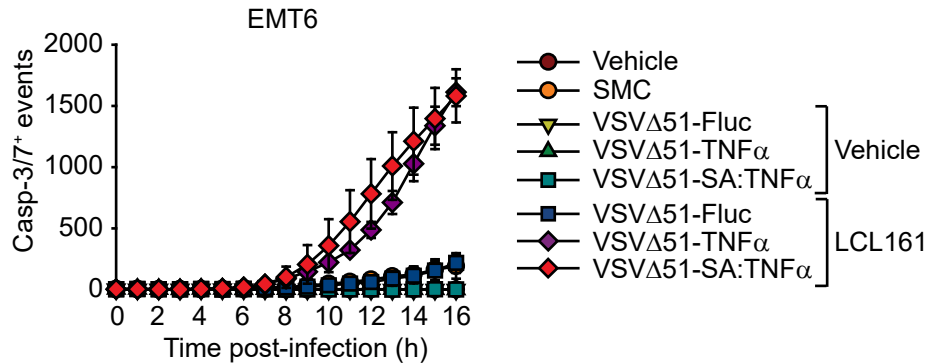 EMT6
Casp-3/7⁺ events
2000
1500
1000
500
0
0 2 4 6 8 10 12 14 16
Time post-infection (h)
Vehicle
SMC
VSVΔ51-Fluc
VSVΔ51-TNFα
VSVΔ51-SA:TNFα
Vehicle
VSVΔ51-Fluc
VSVΔ51-TNFα
VSVΔ51-SA:TNFα
LCL161